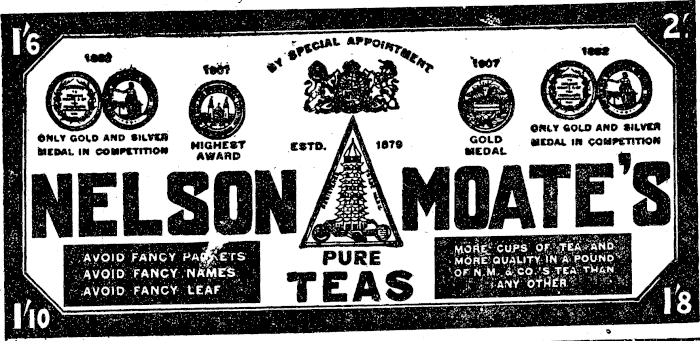 1'6
2'.
BY SPECIAL APPOINTMENT
1882
ONLY GOLD AND SILVER
MEDAL IN COMPETITION
1907
HIGHEST
AWARD
ESTD. 1879
1907
GOLD
MEDAL
1882
ONLY GOLD AND SILVER
MEDAL IN COMPETITION
NELSON MOATE'S
PURE
TEAS
AVOID FANCY PACKETS
AVOID FANCY NAMES
AVOID FANCY LEAF
MORE CUPS OF TEA AND
MORE QUALITY IN A POUND
OF N.M. & CO.'S TEA THAN
ANY OTHER
1'/10
1'8